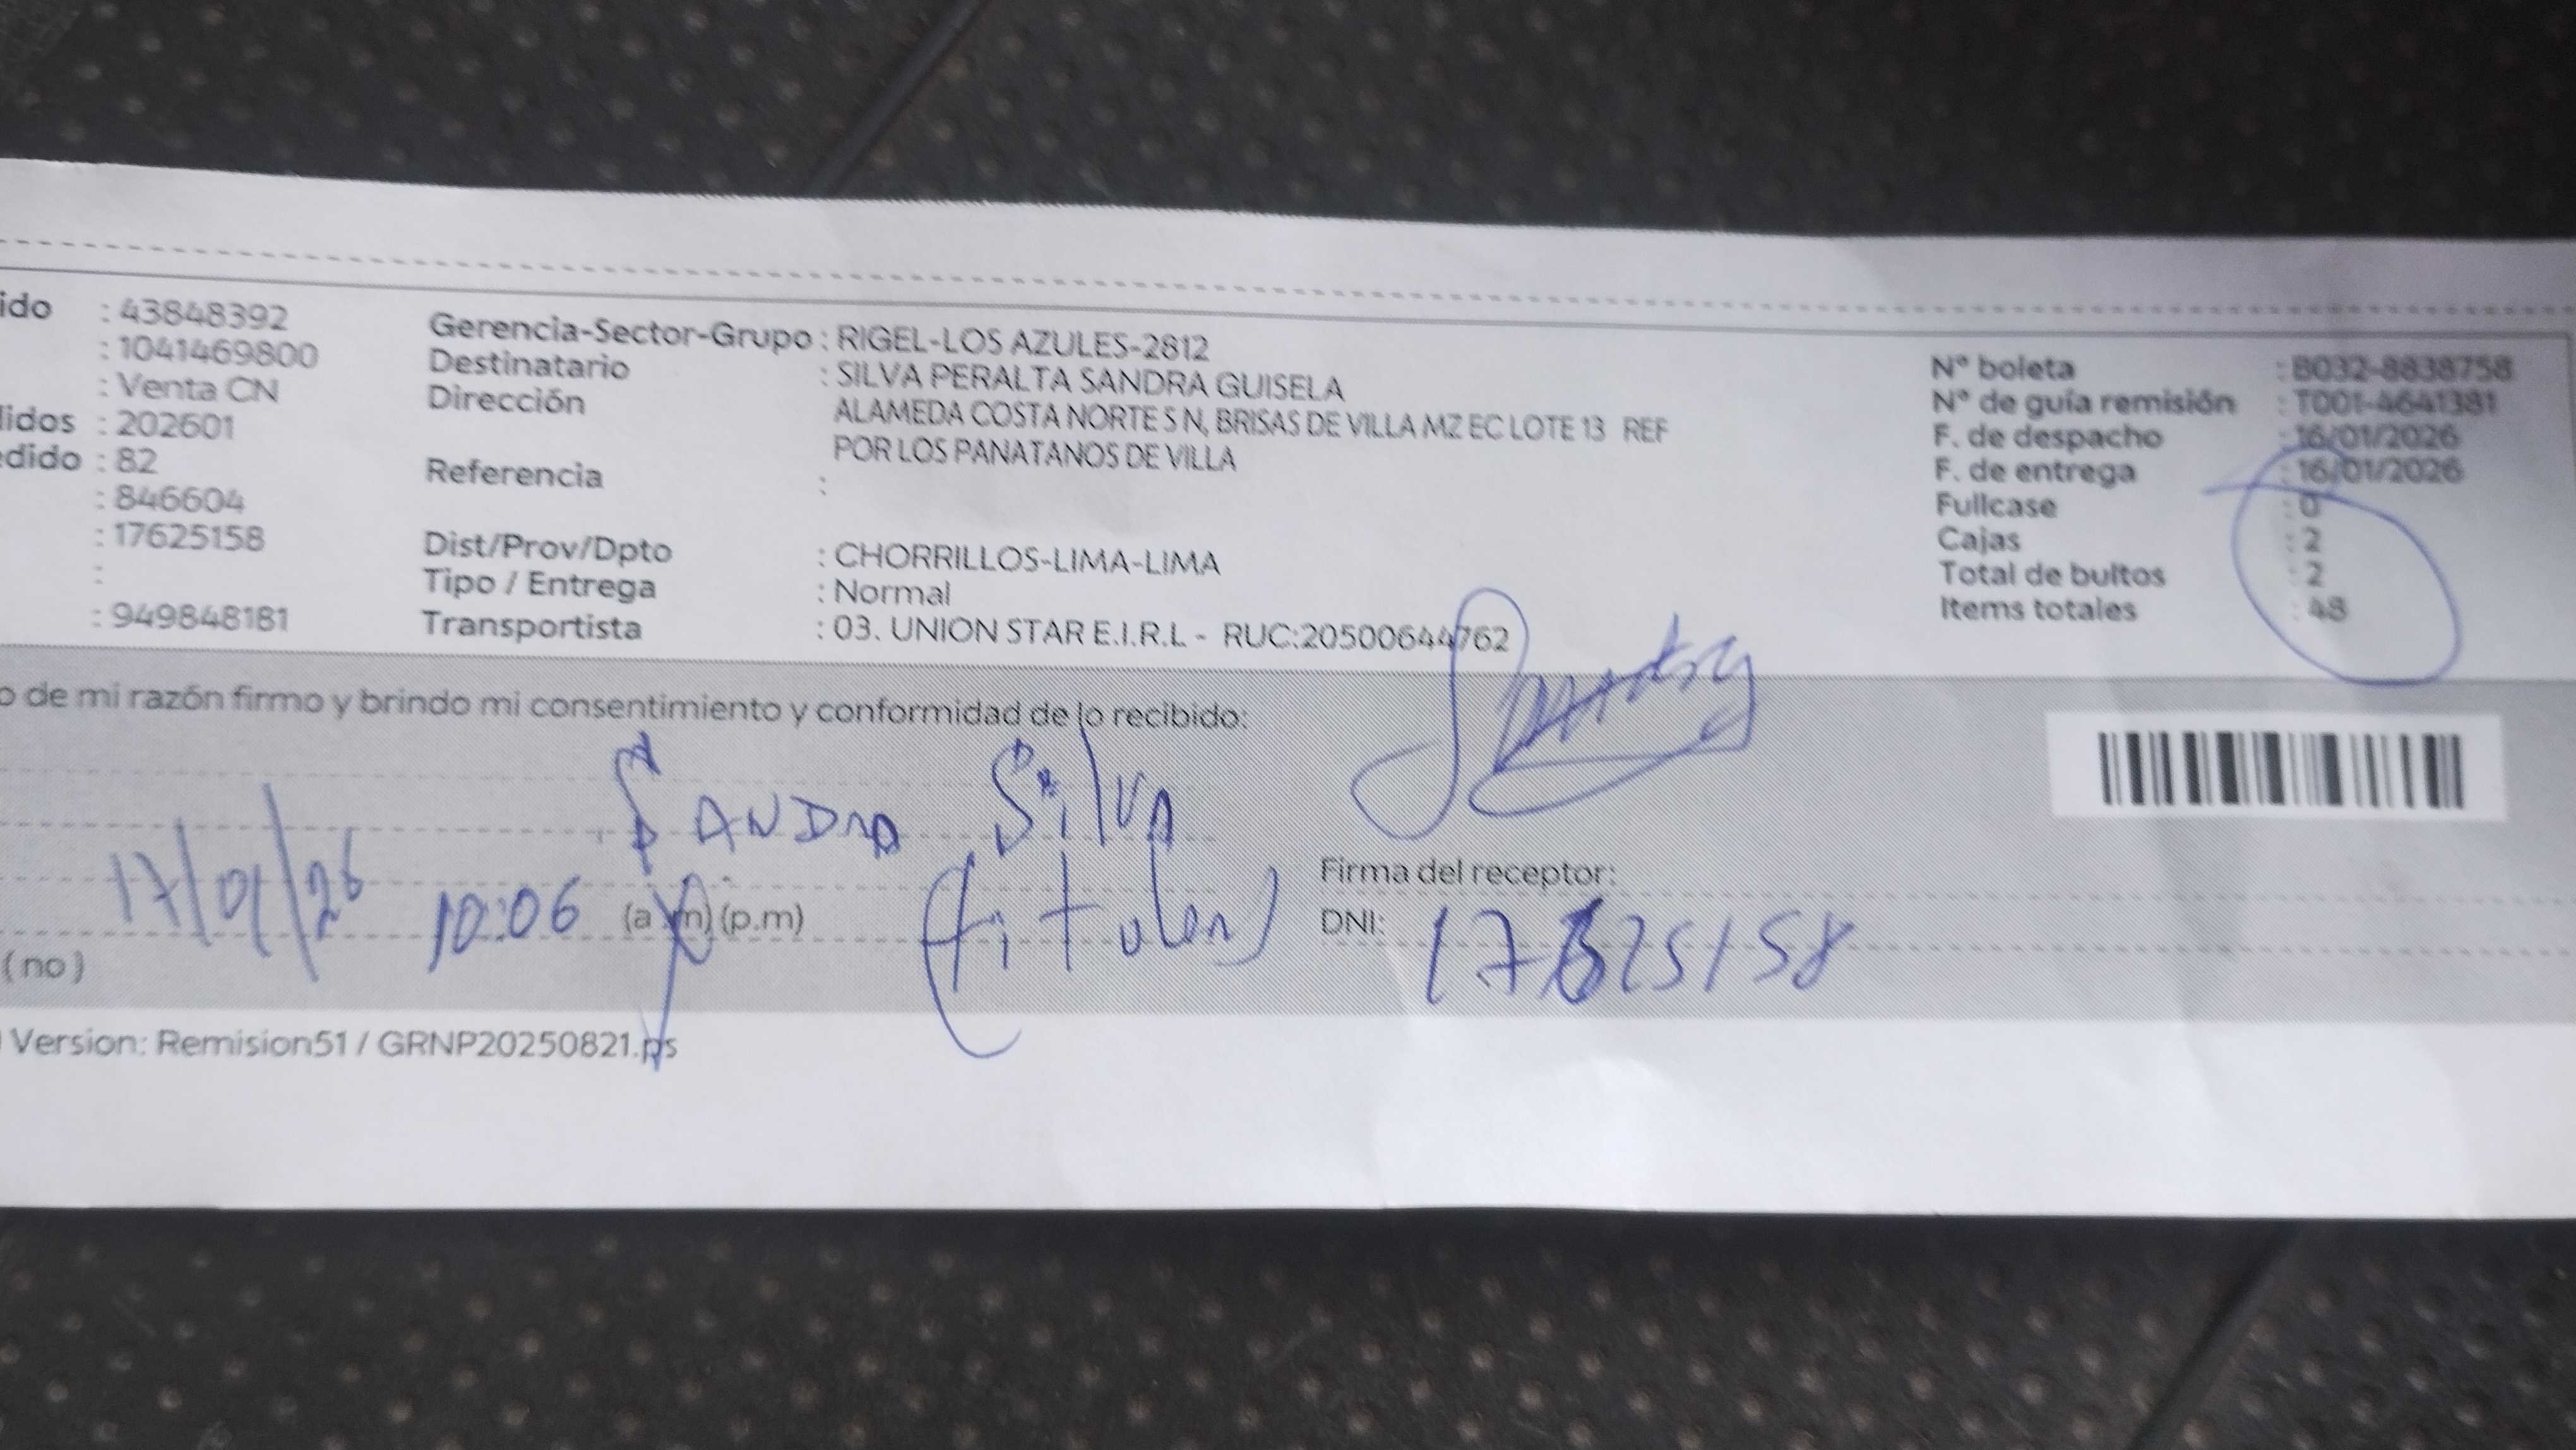 ido : 43848392
: 1041469800
: Venta CN
lidos : 202601
edido : 82
: 846604
: 17625158
:
: 949848181
Gerencia-Sector-Grupo : RIGEL-LOS AZULES-2812
Destinatario : SILVA PERALTA SANDRA GUISELA
Dirección ALAMEDA COSTA NORTE S N, BRISAS DE VILLA MZ EC LOTE 13 REF
POR LOS PANATANOS DE VILLA
Referencia :
Dist/Prov/Dpto : CHORRILLOS-LIMA-LIMA
Tipo / Entrega : Normal
Transportista : 03. UNION STAR E.I.R.L - RUC:20500644762
N° boleta : B032-8838758
N° de guía remisión : T001-4641381
F. de despacho : 16/01/2026
F. de entrega : 16/01/2026
Fullcase : 0
Cajas : 2
Total de bultos : 2
Items totales : 48
o de mi razón firmo y brindo mi consentimiento y conformidad de lo recibido:
SANDRA Silva
17/01/26 10:06 (a.m) (p.m) (titular)
Firma del receptor:
DNI: 17625158
(no)
Version: Remision51 / GRNP20250821.ps